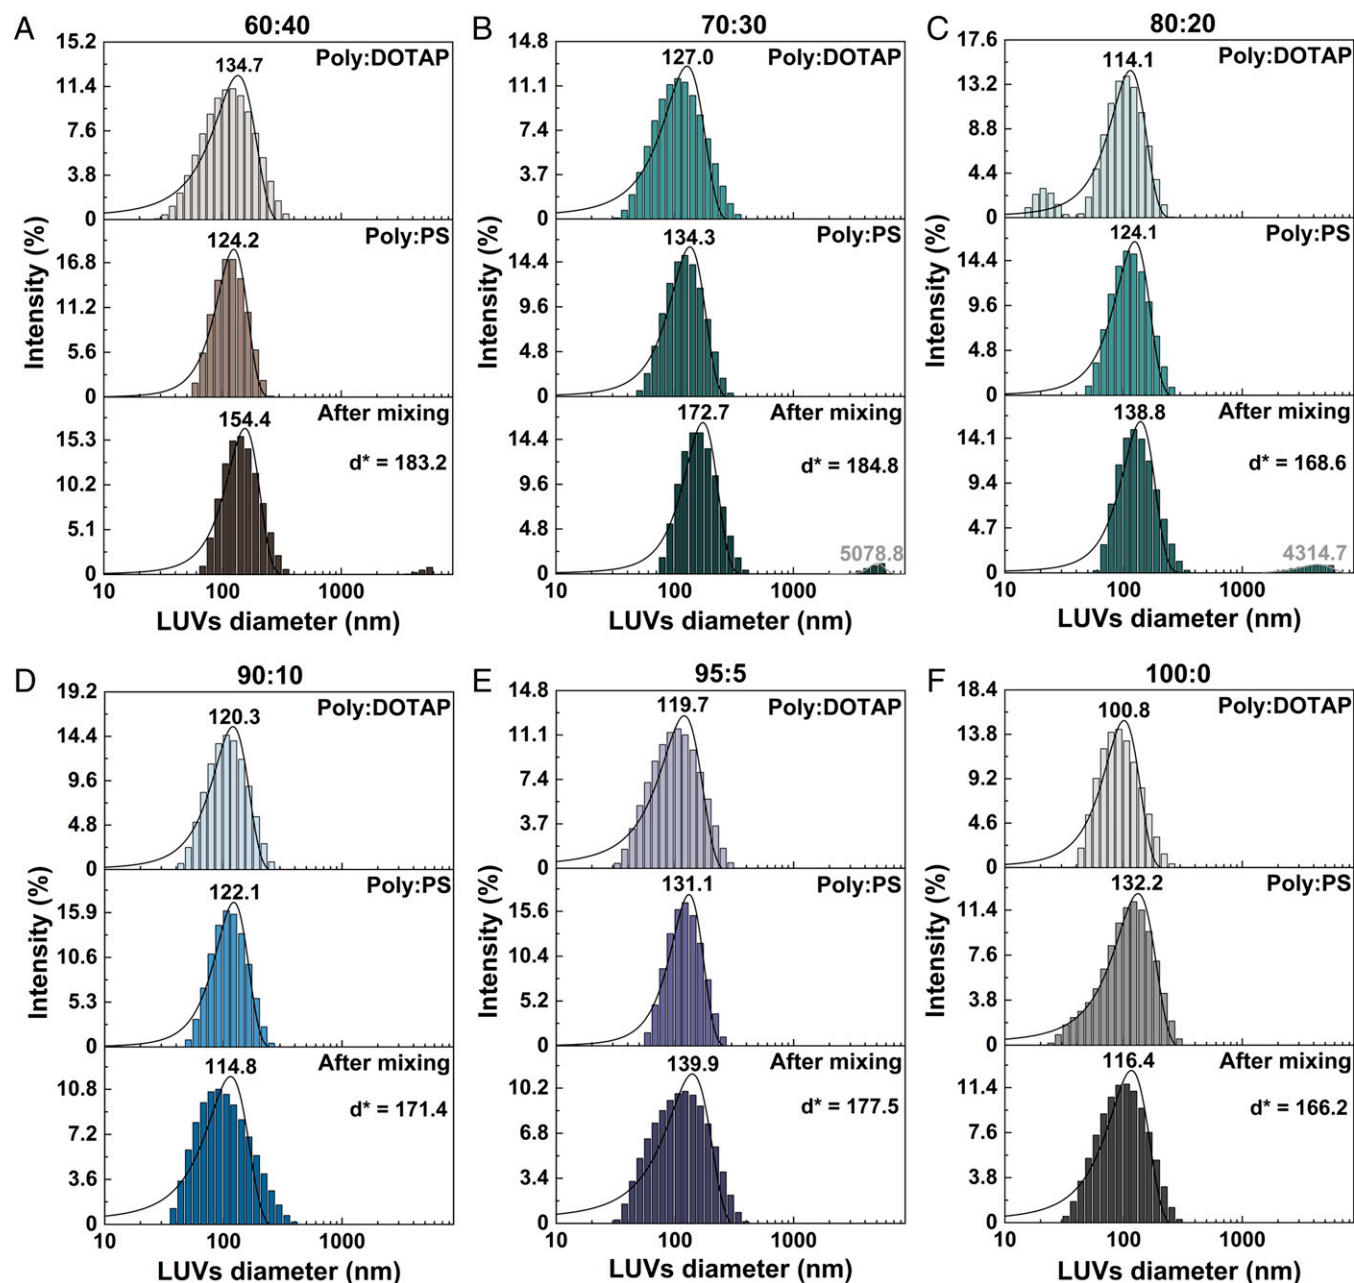 A 60:40
15.2
11.4
7.6
3.8
0
134.7
Poly:DOTAP
16.8
11.2
5.6
0
124.2
Poly:PS
15.3
10.2
5.1
0
154.4
After mixing
d* = 183.2
10 100 1000
Intensity (%)
LUVs diameter (nm)
B 70:30
14.8
11.1
7.4
3.7
0
127.0
Poly:DOTAP
14.4
9.6
4.8
0
134.3
Poly:PS
14.4
9.6
4.8
0
172.7
After mixing
d* = 184.8
5078.8
10 100 1000
Intensity (%)
LUVs diameter (nm)
C 80:20
17.6
13.2
8.8
4.4
0
114.1
Poly:DOTAP
14.4
9.6
4.8
0
124.1
Poly:PS
14.1
9.4
4.7
0
138.8
After mixing
d* = 168.6
4314.7
10 100 1000
Intensity (%)
LUVs diameter (nm)
D 90:10
19.2
14.4
9.6
4.8
0
120.3
Poly:DOTAP
15.9
10.6
5.3
0
122.1
Poly:PS
10.8
7.2
3.6
0
114.8
After mixing
d* = 171.4
10 100 1000
Intensity (%)
LUVs diameter (nm)
E 95:5
14.8
11.1
7.4
3.7
0
119.7
Poly:DOTAP
15.6
10.4
5.2
0
131.1
Poly:PS
10.2
6.8
3.4
0
139.9
After mixing
d* = 177.5
10 100 1000
Intensity (%)
LUVs diameter (nm)
F 100:0
18.4
13.8
9.2
4.6
0
100.8
Poly:DOTAP
11.4
7.6
3.8
0
132.2
Poly:PS
11.4
7.6
3.8
0
116.4
After mixing
d* = 166.2
10 100 1000
Intensity (%)
LUVs diameter (nm)